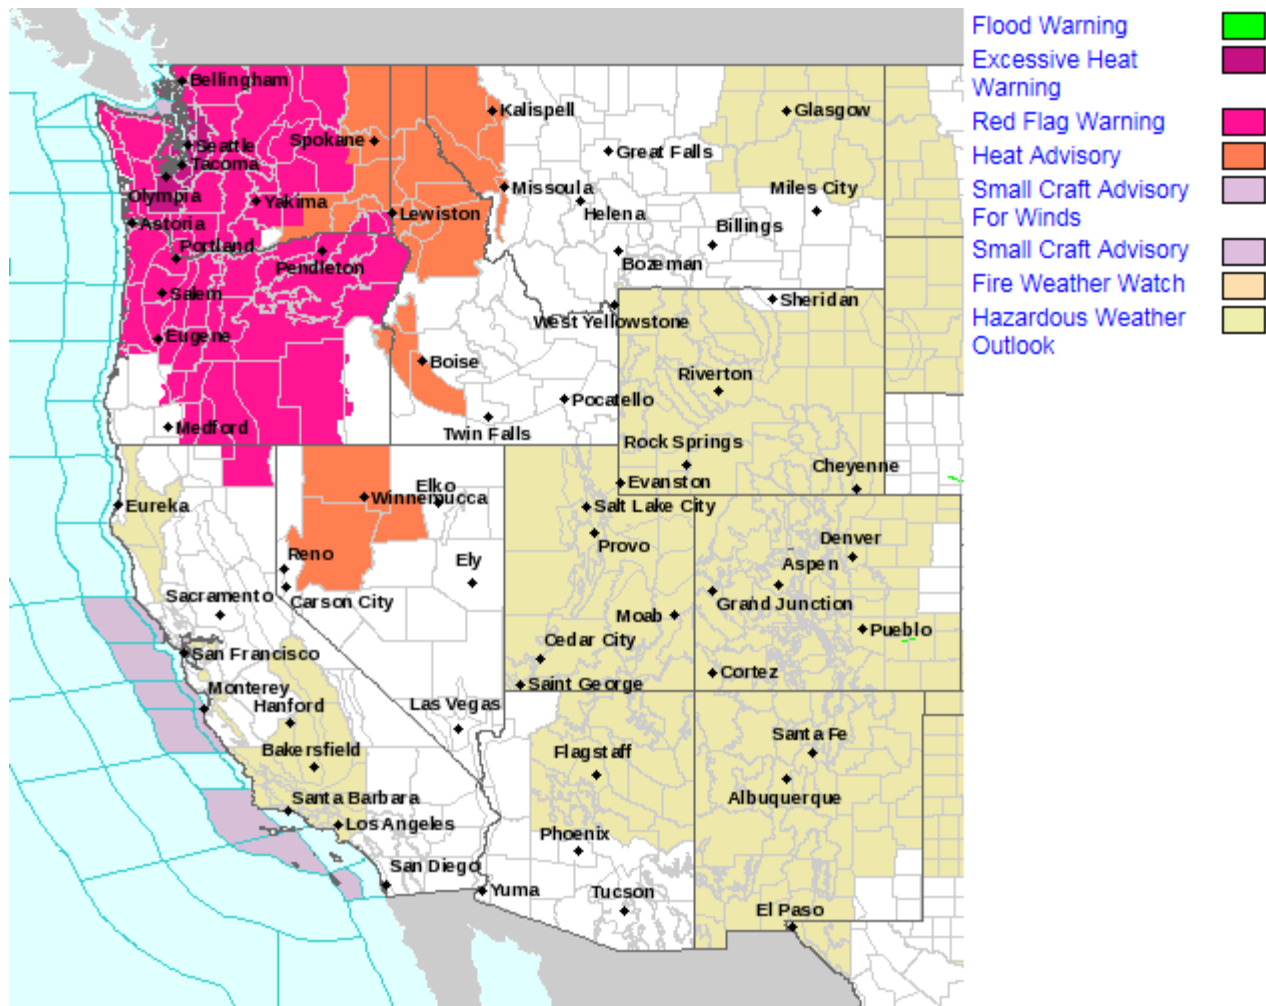 Flood Warning
Excessive Heat
Warning
Red Flag Warning
Heat Advisory
Small Craft Advisory
For Winds
Small Craft Advisory
Fire Weather Watch
Hazardous Weather
Outlook
Bellingham
Kalispell
Glasgow
Seattle
Spokane
Great Falls
Tacoma
Olympia
Yakima
Missoula
Miles City
Helena
Astoria
Lewiston
Billings
Portland
Pendleton
Bozeman
Salem
Sheridan
West Yellowstone
Eugene
Boise
Riverton
Pocatello
Medford
Twin Falls
Rock Springs
Cheyenne
Evanston
Elko
Winnemucca
Eureka
Salt Lake City
Provo
Denver
Reno
Ely
Aspen
Sacramento
Carson City
Grand Junction
Moab
Pueblo
San Francisco
Cedar City
Cortez
Saint George
Monterey
Hanford
Las Vegas
Santa Fe
Bakersfield
Flagstaff
Albuquerque
Santa Barbara
Los Angeles
Phoenix
San Diego
Yuma
Tucson
El Paso